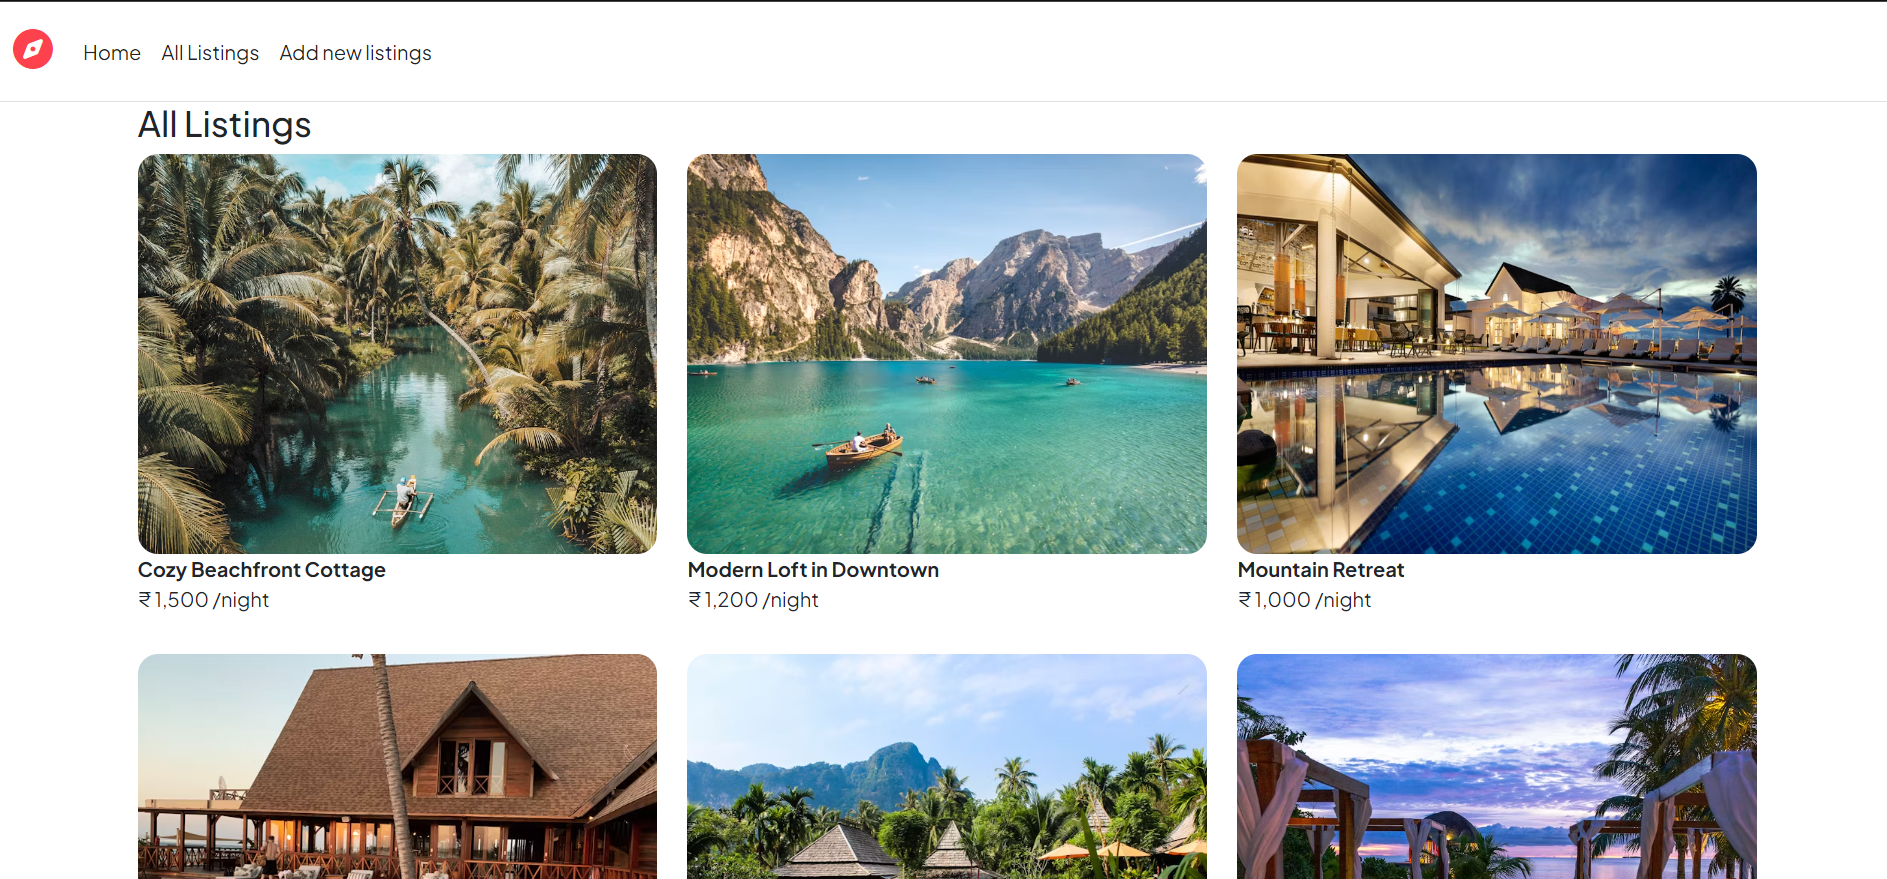 Home All Listings Add new listings
All Listings
Cozy Beachfront Cottage
₹1,500 /night
Modern Loft in Downtown
₹1,200 /night
Mountain Retreat
₹1,000 /night